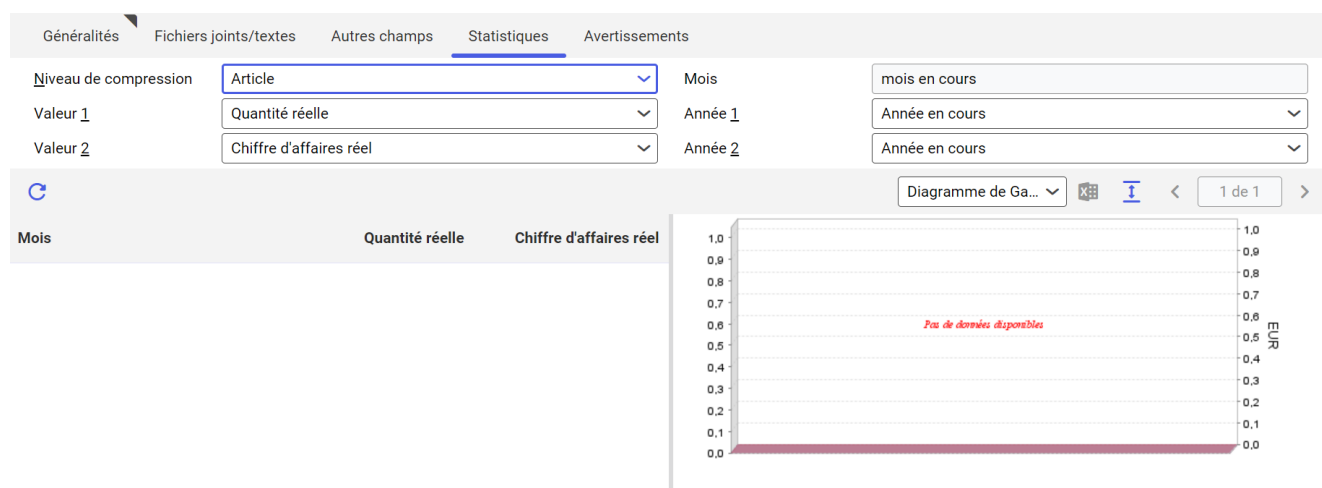 Généralités Fichiers joints/textes Autres champs Statistiques Avertissements
Niveau de compression Article Mois mois en cours
Valeur 1 Quantité réelle Année 1 Année en cours
Valeur 2 Chiffre d'affaires réel Année 2 Année en cours
Diagramme de Ga... 1 de 1
Mois Quantité réelle Chiffre d'affaires réel
1,0 1,0
0,9 0,9
0,8 0,8
0,7 0,7
0,6 Pas de données disponibles 0,6
0,5 0,5
0,4 0,4
0,3 0,3
0,2 0,2
0,1 0,1
0,0 0,0
EUR